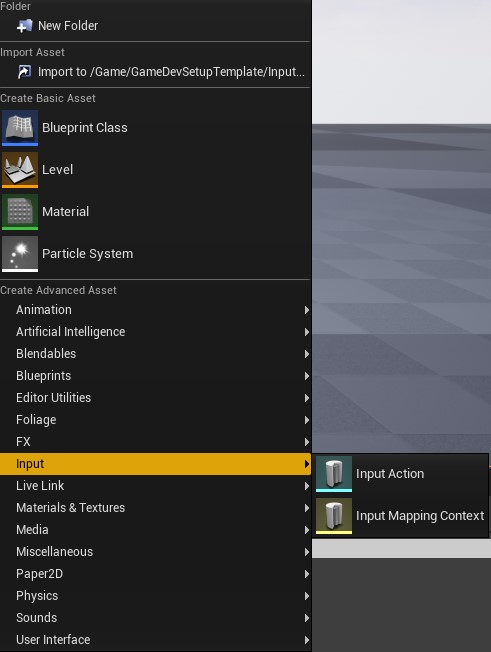 Folder
New Folder
Import Asset
Import to /Game/GameDevSetupTemplate/Input...
Create Basic Asset
Blueprint Class
Level
Material
Particle System
Create Advanced Asset
Animation
Artificial Intelligence
Blendables
Blueprints
Editor Utilities
Foliage
FX
Input
Input Action
Live Link
Input Mapping Context
Materials & Textures
Media
Miscellaneous
Paper2D
Physics
Sounds
User Interface